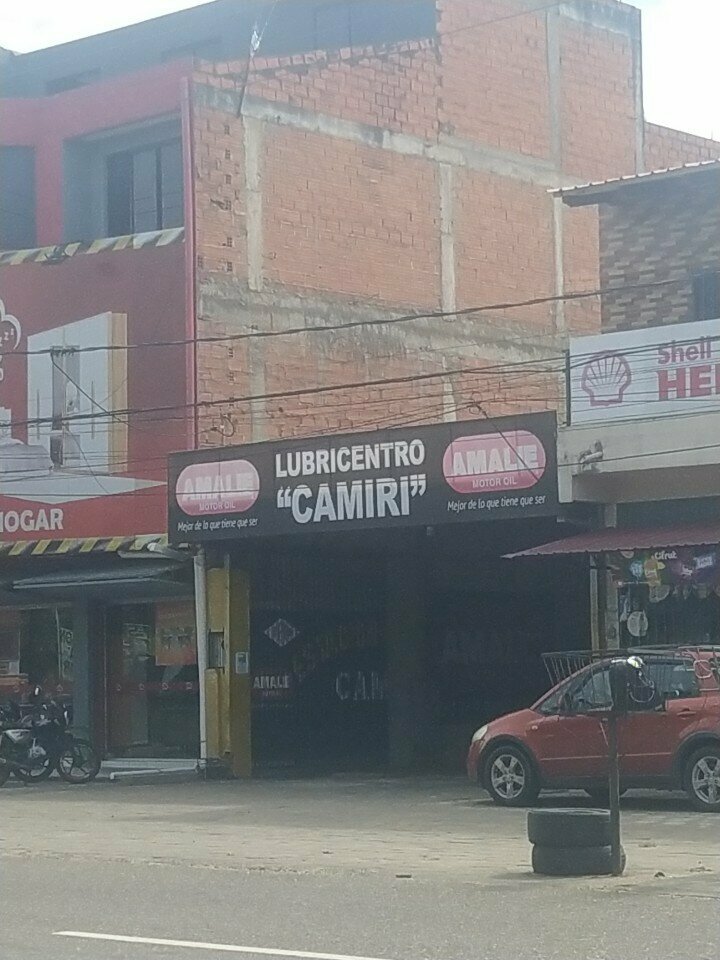 LUBRICENTRO
"CAMIRI"
AMALIE
MOTOR OIL
Mejor de lo que tiene que ser
AMALIE
MOTOR OIL
Mejor de lo que tiene que ser
Shell
HOGAR
AMALIE